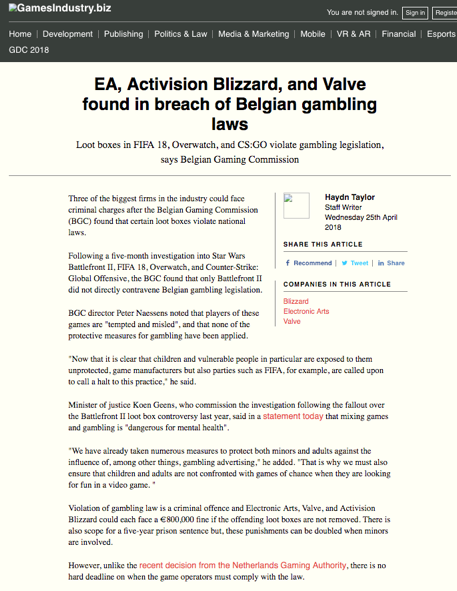 GamesIndustry.biz
You are not signed in. Sign in Registe
Home | Development | Publishing | Politics & Law | Media & Marketing | Mobile | VR & AR | Financial | Esports
GDC 2018
EA, Activision Blizzard, and Valve
found in breach of Belgian gambling
laws
Loot boxes in FIFA 18, Overwatch, and CS:GO violate gambling legislation,
says Belgian Gaming Commission
Three of the biggest firms in the industry could face
criminal charges after the Belgian Gaming Commission
(BGC) found that certain loot boxes violate national
laws.
Following a five-month investigation into Star Wars
Battlefront II, FIFA 18, Overwatch, and Counter-Strike:
Global Offensive, the BGC found that only Battlefront II
did not directly contravene Belgian gambling legislation.
BGC director Peter Naessens noted that players of these
games are "tempted and misled", and that none of the
protective measures for gambling have been applied.
"Now that it is clear that children and vulnerable people in particular are exposed to them
unprotected, game manufacturers but also parties such as FIFA, for example, are called upon
to call a halt to this practice," he said.
Minister of justice Koen Geens, who commission the investigation following the fallout over
the Battlefront II loot box controversy last year, said in a statement today that mixing games
and gambling is "dangerous for mental health".
"We have already taken numerous measures to protect both minors and adults against the
influence of, among other things, gambling advertising," he added. "That is why we must also
ensure that children and adults are not confronted with games of chance when they are looking
for fun in a video game. "
Violation of gambling law is a criminal offence and Electronic Arts, Valve, and Activision
Blizzard could each face a €800,000 fine if the offending loot boxes are not removed. There is
also scope for a five-year prison sentence but, these punishments can be doubled when minors
are involved.
However, unlike the recent decision from the Netherlands Gaming Authority, there is no
hard deadline on when the game operators must comply with the law.
Haydn Taylor
Staff Writer
Wednesday 25th April
2018
SHARE THIS ARTICLE
Recommend | Tweet | in Share
COMPANIES IN THIS ARTICLE
Blizzard
Electronic Arts
Valve